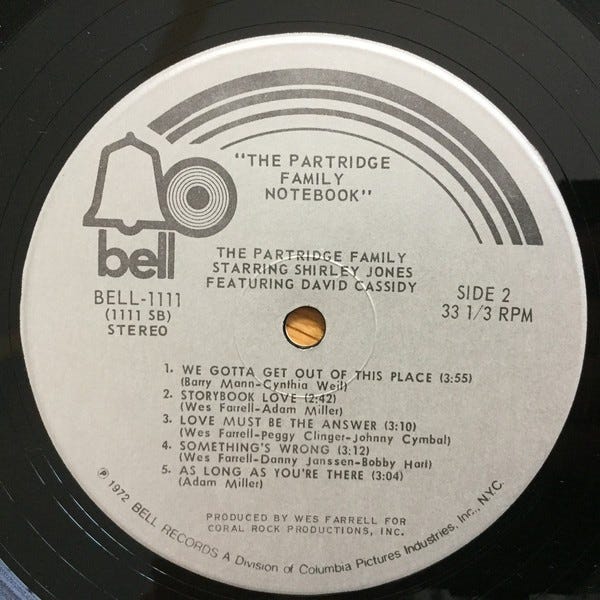 bell
"THE PARTRIDGE
FAMILY
NOTEBOOK"
THE PARTRIDGE FAMILY
STARRING SHIRLEY JONES
FEATURING DAVID CASSIDY
BELL-1111
(1111 SB)
STEREO
SIDE 2
33 1/3 RPM
1. WE GOTTA GET OUT OF THIS PLACE (3:55)
(Barry Mann-Cynthia Weil)
2. STORYBOOK LOVE (2:42)
(Wes Farrell-Adam Miller)
3. LOVE MUST BE THE ANSWER (3:10)
(Wes Farrell-Peggy Clinger-Johnny Cymbal)
4. SOMETHING'S WRONG (3:12)
(Wes Farrell-Danny Janssen-Bobby Hart)
5. AS LONG AS YOU'RE THERE (3:04)
(Adam Miller)
PRODUCED BY WES FARRELL FOR
CORAL ROCK PRODUCTIONS, INC.
℗ 1972 BELL RECORDS A Division of Columbia Pictures Industries, Inc., N.Y.C.